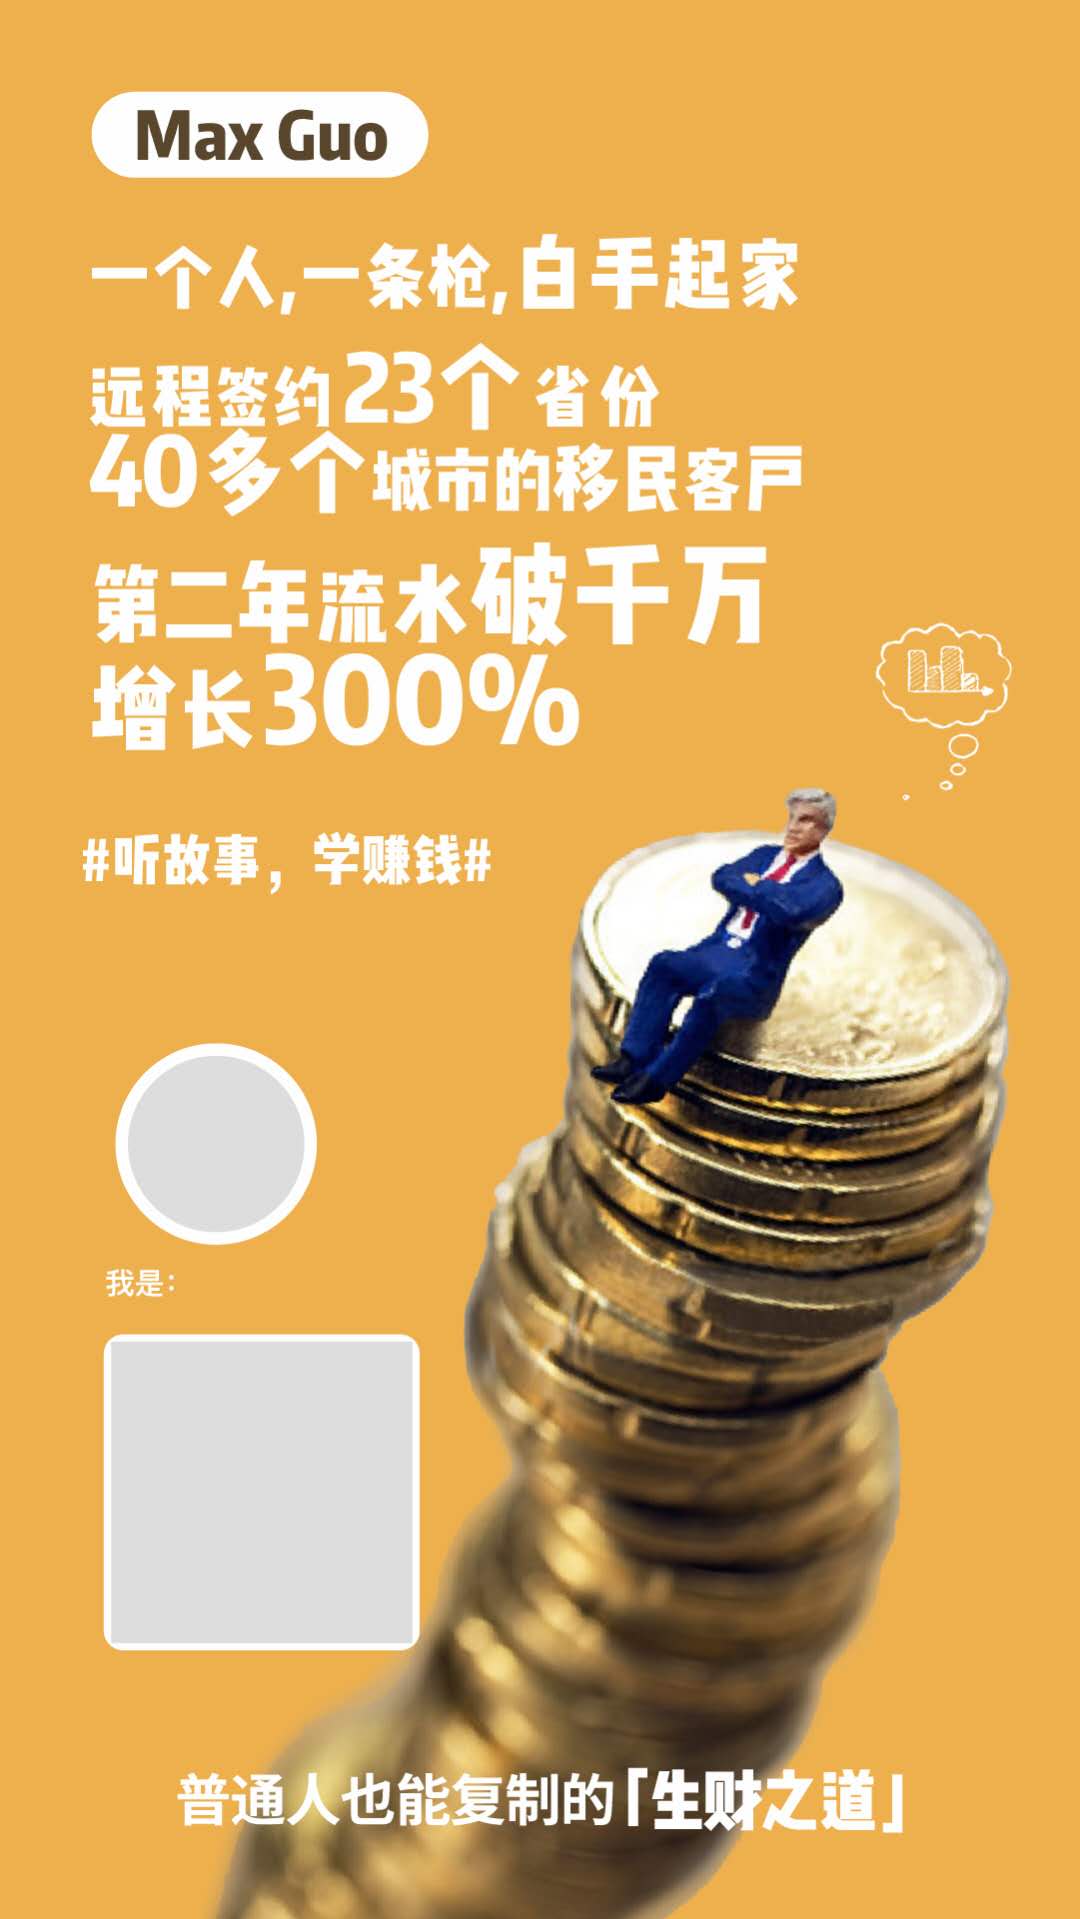 Max Guo
一个人,一条枪,白手起家
远程签约23个省份
40多个城市的移民客户
第二年流水破千万
增长300%
#听故事，学赚钱#
我是：
普通人也能复制的「生财之道」